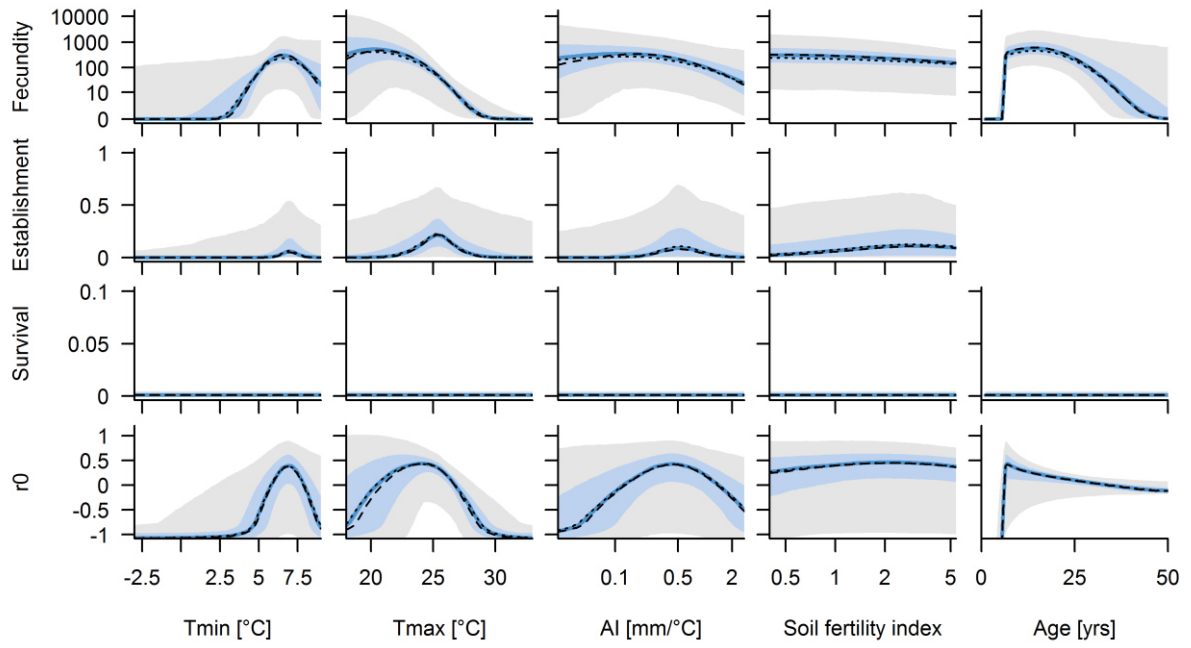 Fecundity
10000
1000
100
10
0
Establishment
1
0.5
0
Survival
0.1
0.05
0
r0
1
0.5
0
-0.5
-1
-2.5 2.5 5 7.5 20 25 30 0.1 0.5 2 0.5 1 2 5 0 25 50
Tmin [°C] Tmax [°C] AI [mm/°C] Soil fertility index Age [yrs]